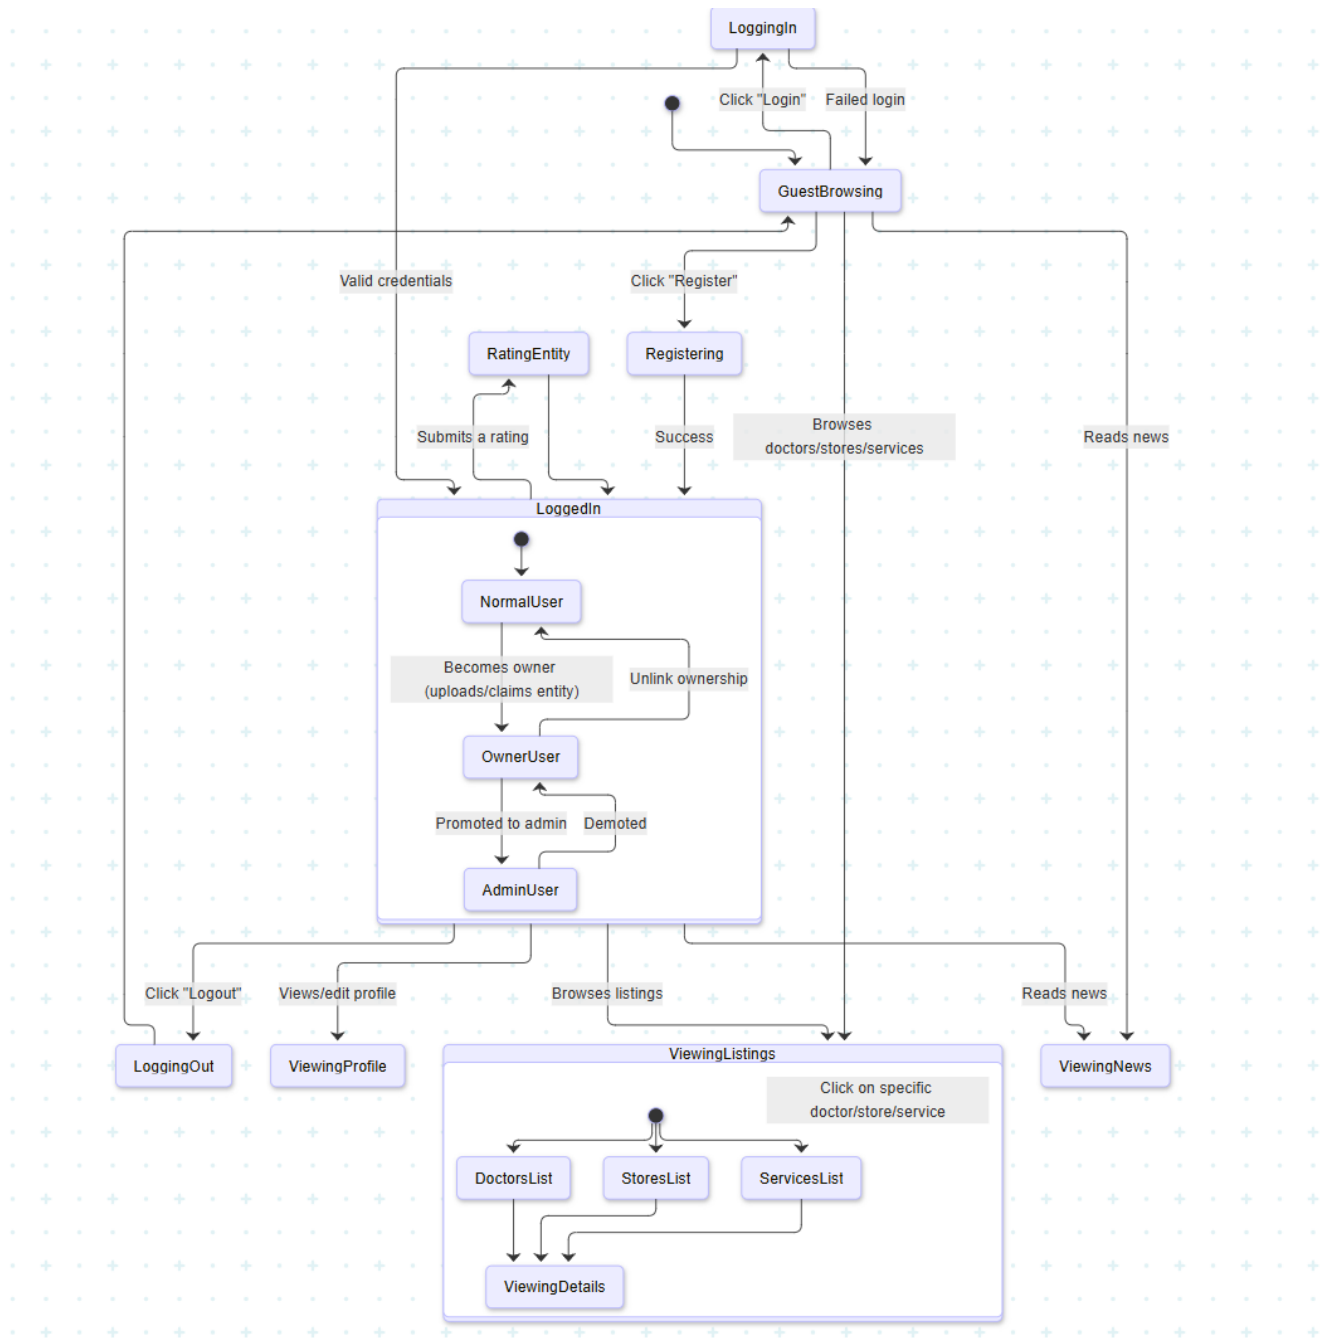 LoggingIn
Click "Login"
Failed login
GuestBrowsing
Valid credentials
Click "Register"
RatingEntity
Registering
Submits a rating
Success
Browses
doctors/stores/services
Reads news
LoggedIn
NormalUser
Becomes owner
(uploads/claims entity)
Unlink ownership
OwnerUser
Promoted to admin
Demoted
AdminUser
Click "Logout"
Views/edit profile
Browses listings
Reads news
LoggingOut
ViewingProfile
ViewingListings
ViewingNews
Click on specific
doctor/store/service
DoctorsList
StoresList
ServicesList
ViewingDetails